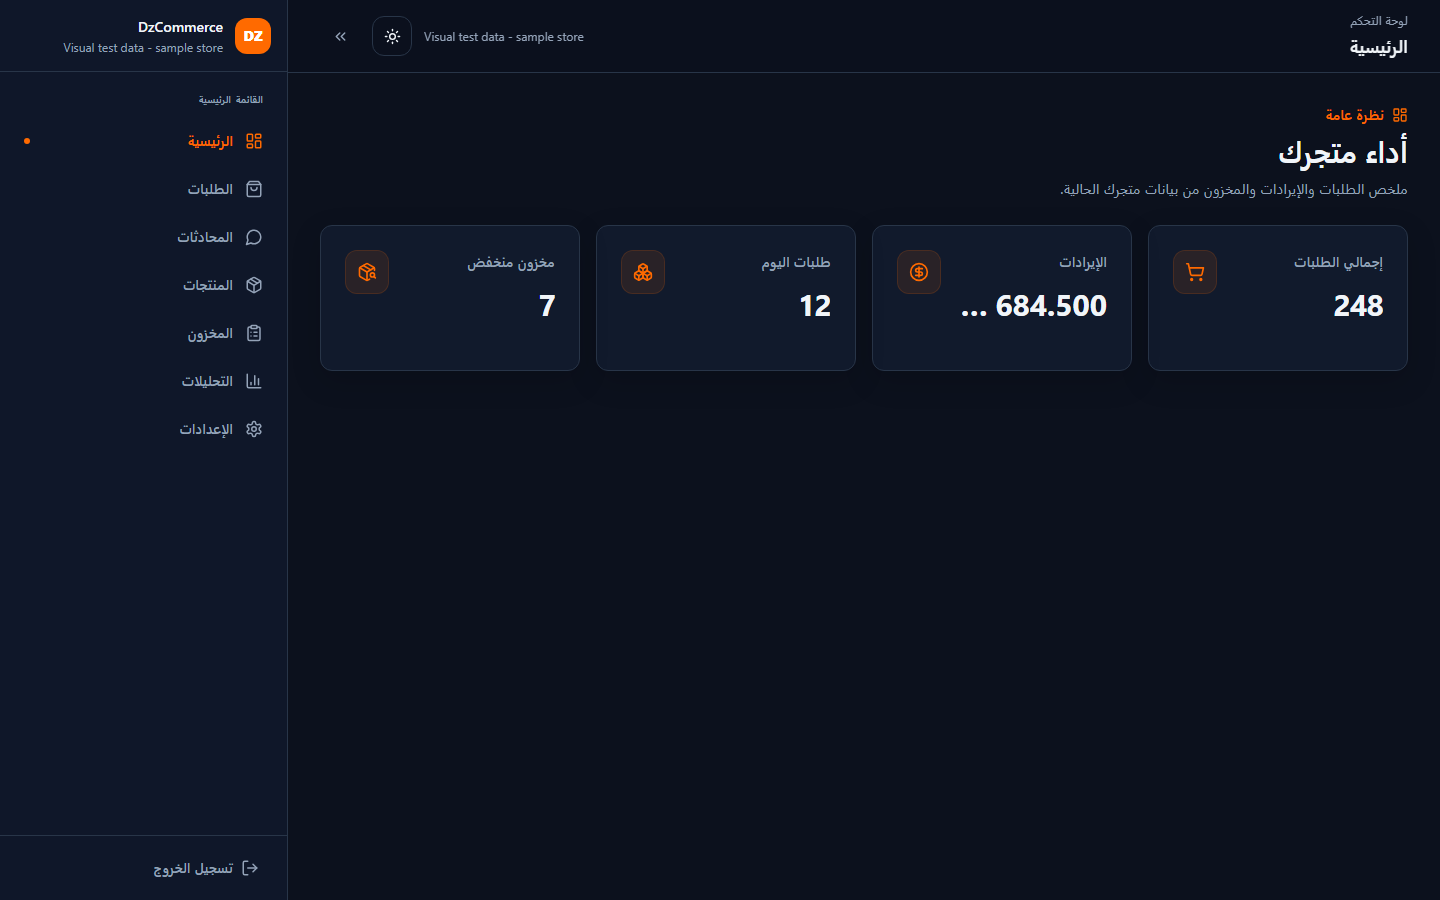 DZ
DzCommerce
Visual test data - sample store
القائمة الرئيسية
الرئيسية
الطلبات
المحادثات
المنتجات
المخزون
التحليلات
الإعدادات
تسجيل الخروج
لوحة التحكم
الرئيسية
Visual test data - sample store
نظرة عامة
أداء متجرك
ملخص الطلبات والإيرادات والمخزون من بيانات متجرك الحالية.
إجمالي الطلبات
248
الإيرادات
684.500 ...
طلبات اليوم
12
مخزون منخفض
7